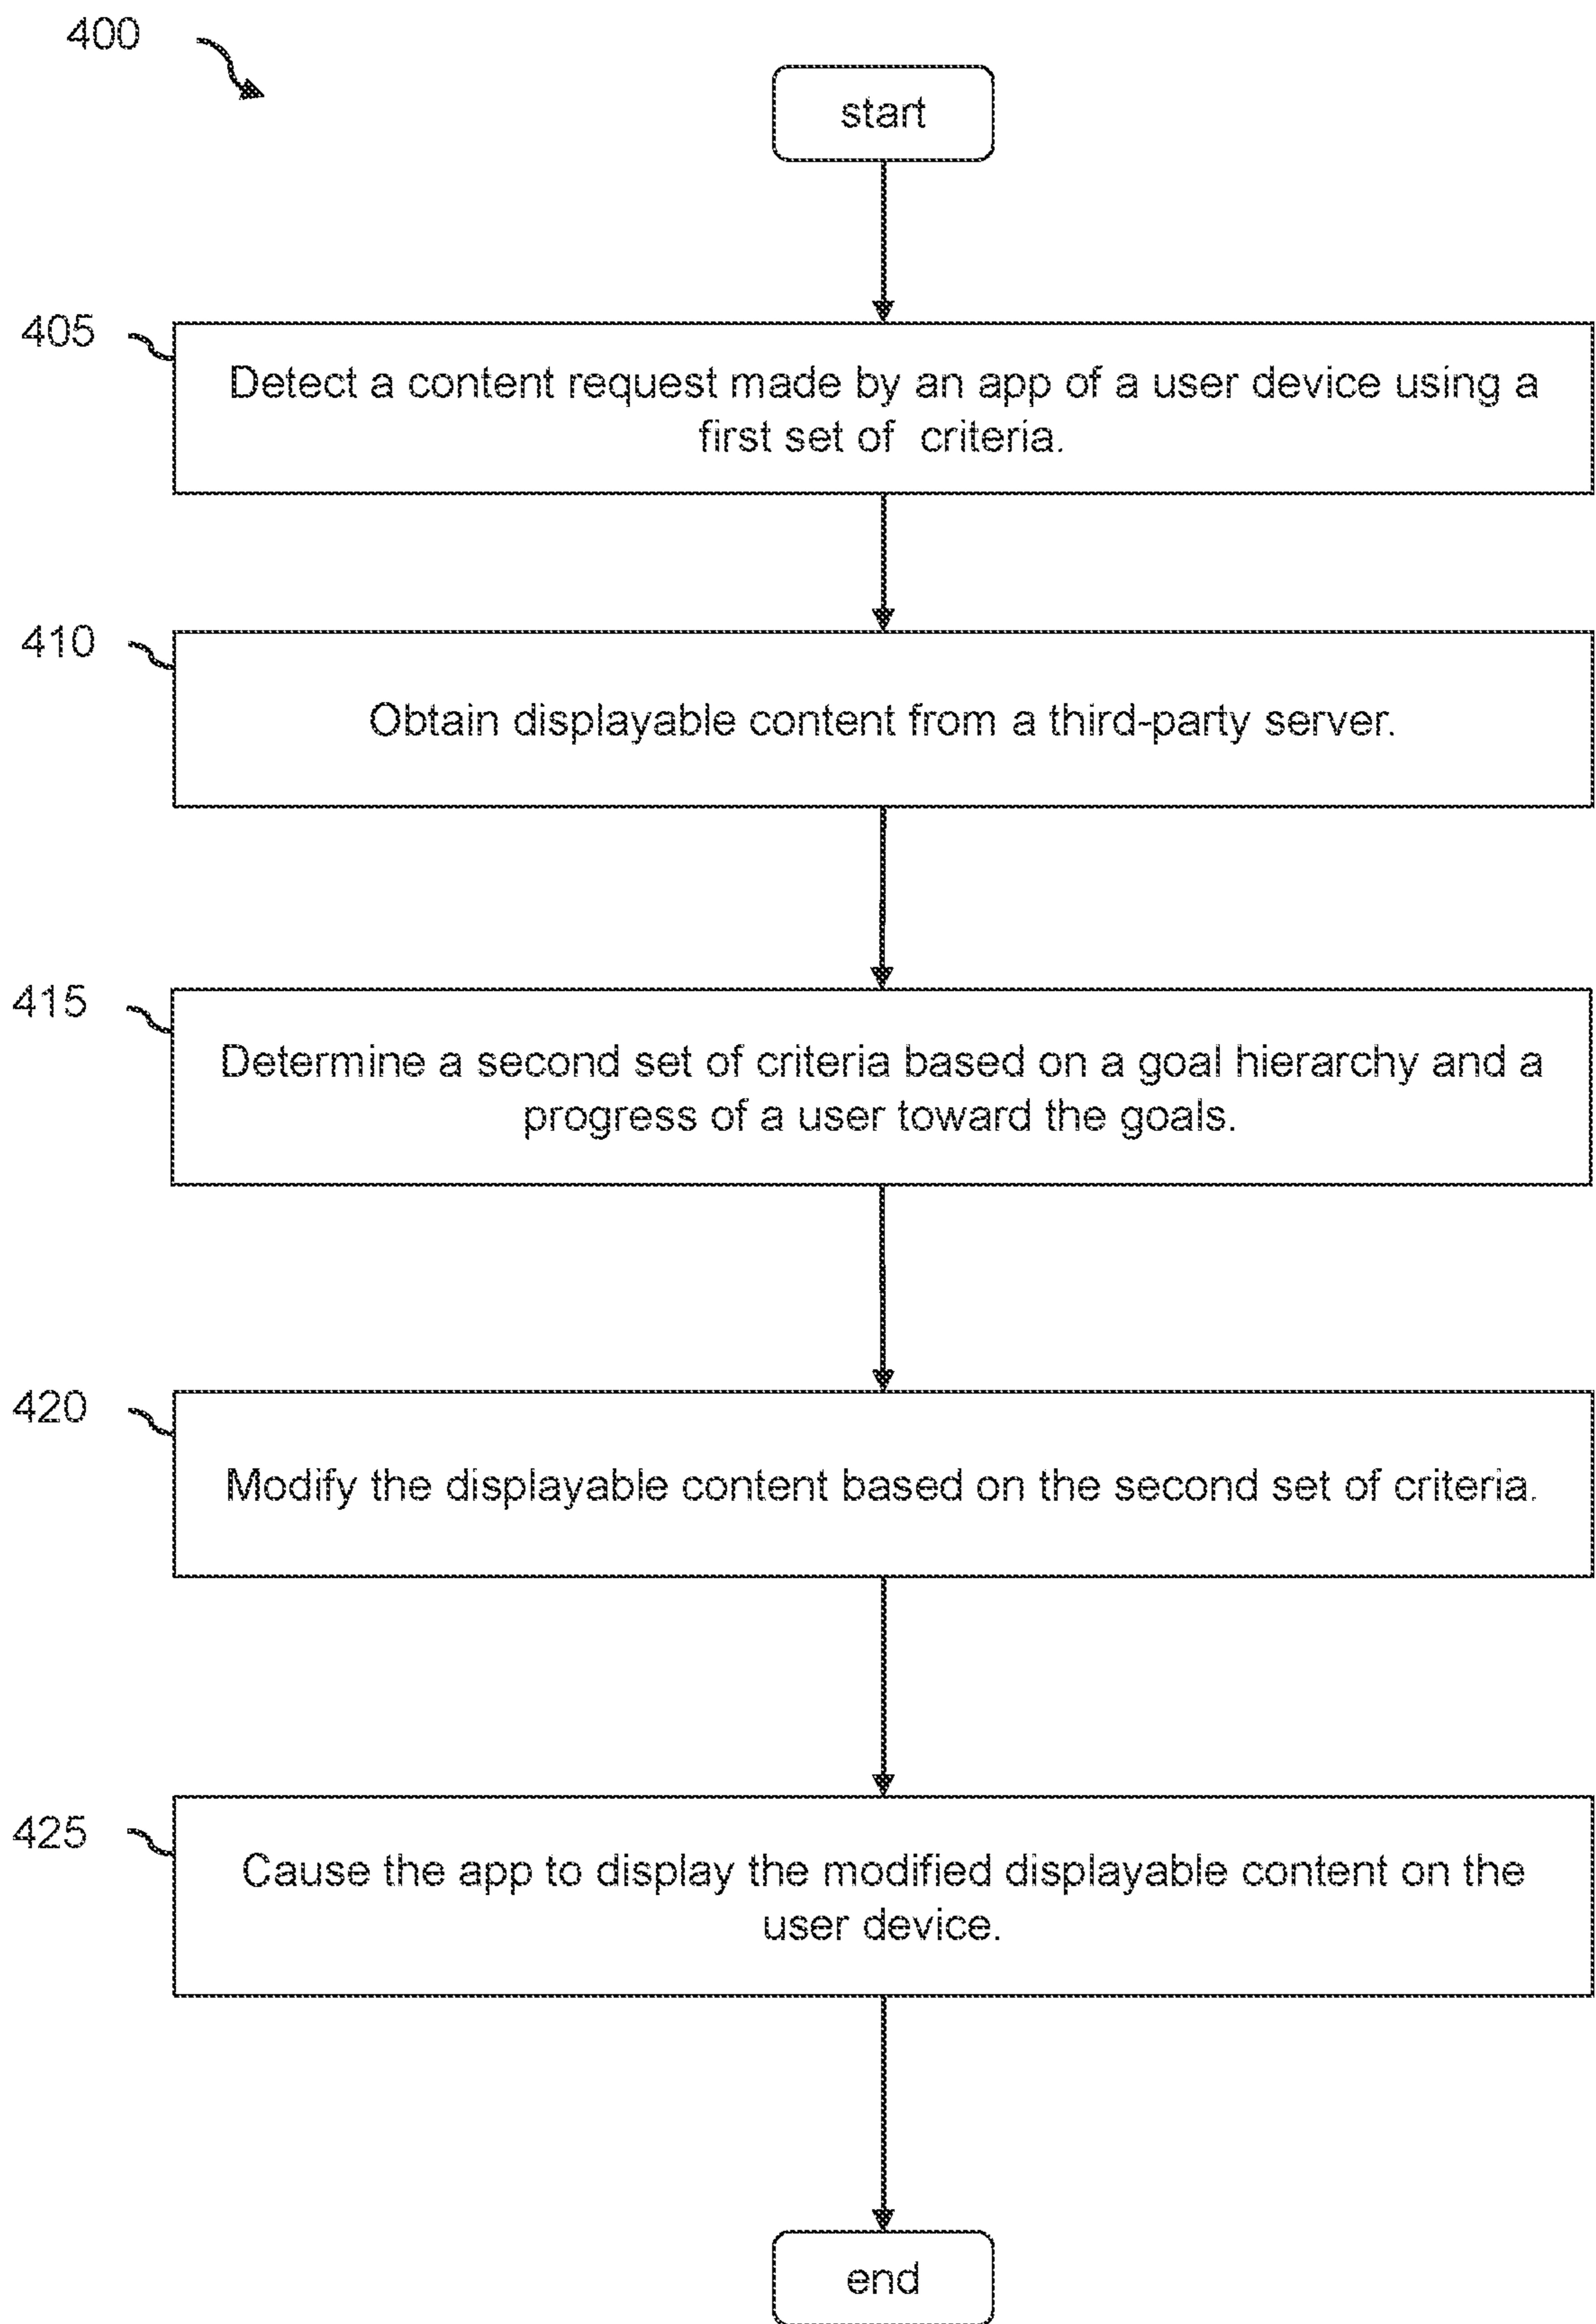 400
start
405
Detect a content request made by an app of a user device using a
first set of criteria.
410
Obtain displayable content from a third-party server.
415
Determine a second set of criteria based on a goal hierarchy and a
progress of a user toward the goals.
420
Modify the displayable content based on the second set of criteria.
425
Cause the app to display the modified displayable content on the
user device.
end